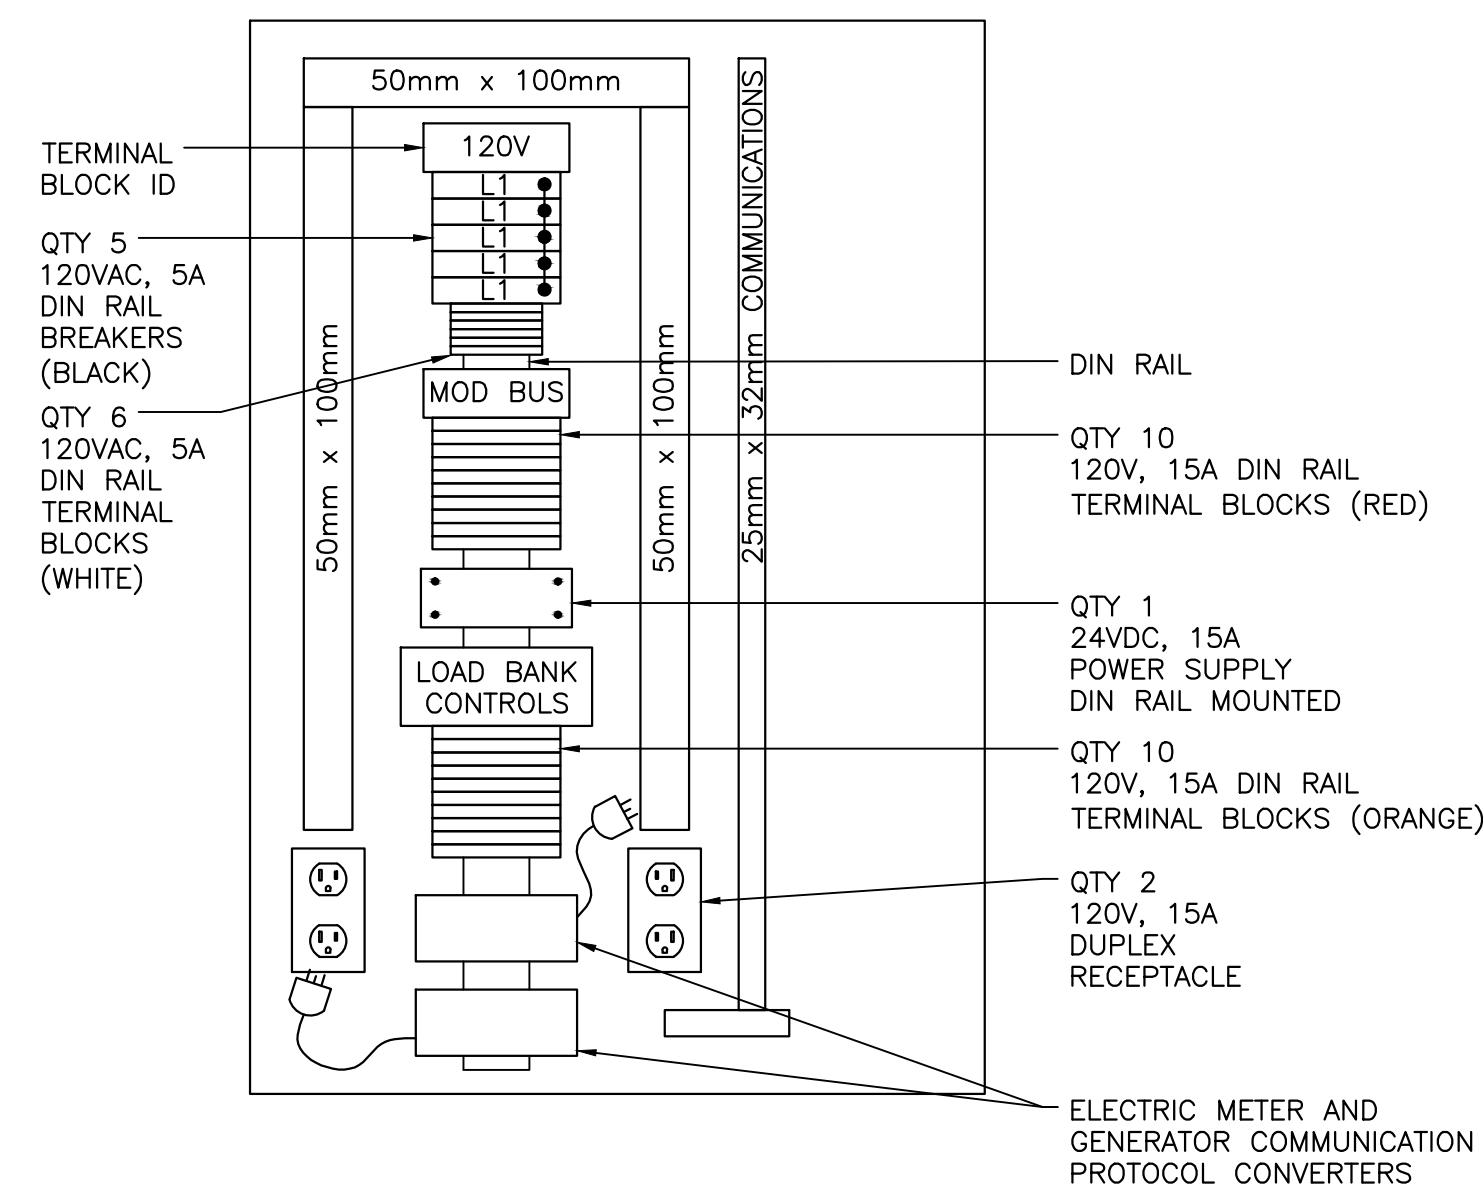 50mm x 100mm
120V
L1
L1
L1
L1
L1
MOD BUS
LOAD BANK
CONTROLS
50mm x 100mm
50mm x 100mm
25mm x 32mm COMMUNICATIONS
TERMINAL
BLOCK ID
QTY 5
120VAC, 5A
DIN RAIL
BREAKERS
(BLACK)
QTY 6
120VAC, 5A
DIN RAIL
TERMINAL
BLOCKS
(WHITE)
DIN RAIL
QTY 10
120V, 15A DIN RAIL
TERMINAL BLOCKS (RED)
QTY 1
24VDC, 15A
POWER SUPPLY
DIN RAIL MOUNTED
QTY 10
120V, 15A DIN RAIL
TERMINAL BLOCKS (ORANGE)
QTY 2
120V, 15A
DUPLEX
RECEPTACLE
ELECTRIC METER AND
GENERATOR COMMUNICATION
PROTOCOL CONVERTERS